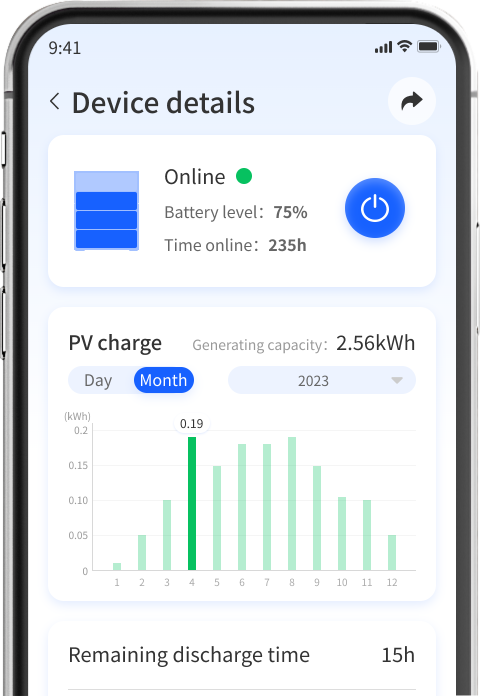 9:41
Device details
Online
Battery level: 75%
Time online: 235h
PV charge Generating capacity: 2.56kWh
Day Month 2023
(kWh)
0.19
0.2
0.15
0.10
0.05
0
1 2 3 4 5 6 7 8 9 10 11 12
Remaining discharge time 15h